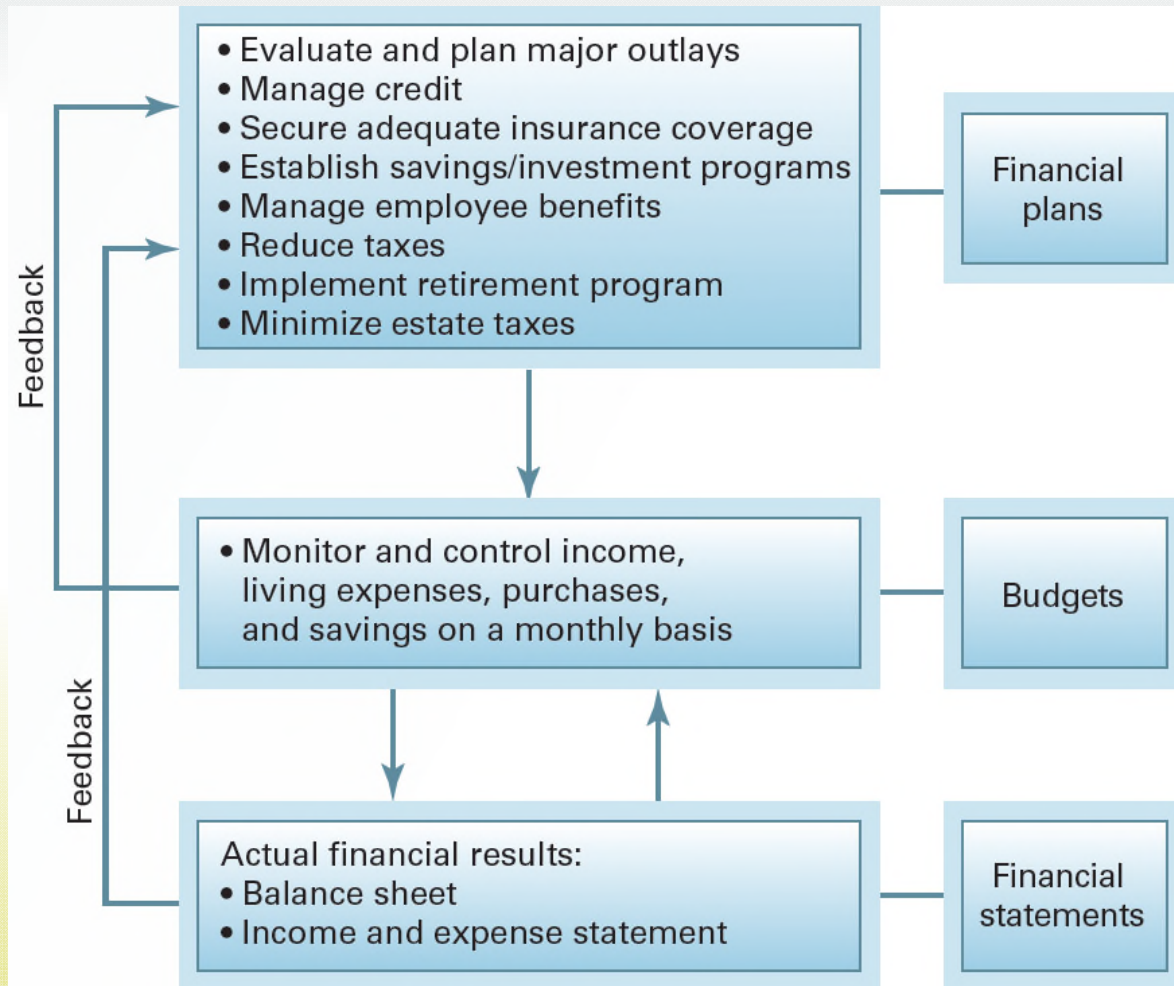 • Evaluate and plan major outlays
• Manage credit
• Secure adequate insurance coverage
• Establish savings/investment programs
• Manage employee benefits
• Reduce taxes
• Implement retirement program
• Minimize estate taxes
Financial
plans
Feedback
• Monitor and control income,
living expenses, purchases,
and savings on a monthly basis
Budgets
Feedback
Actual financial results:
• Balance sheet
• Income and expense statement
Financial
statements